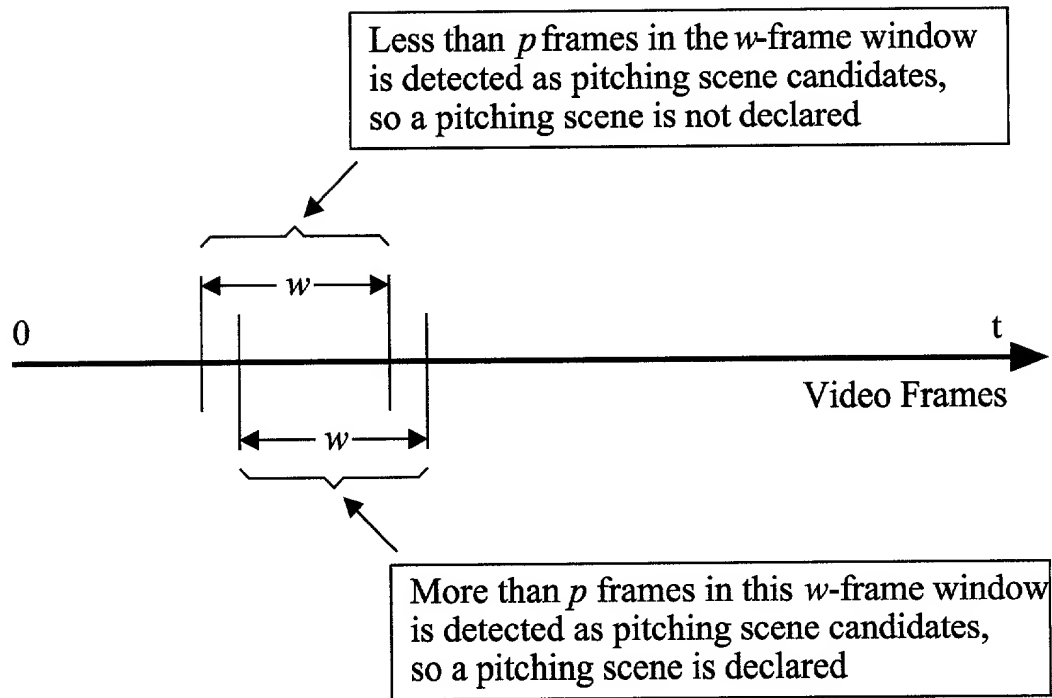 Less than p frames in the w-frame window
is detected as pitching scene candidates,
so a pitching scene is not declared
w
0
t
Video Frames
w
More than p frames in this w-frame window
is detected as pitching scene candidates,
so a pitching scene is declared